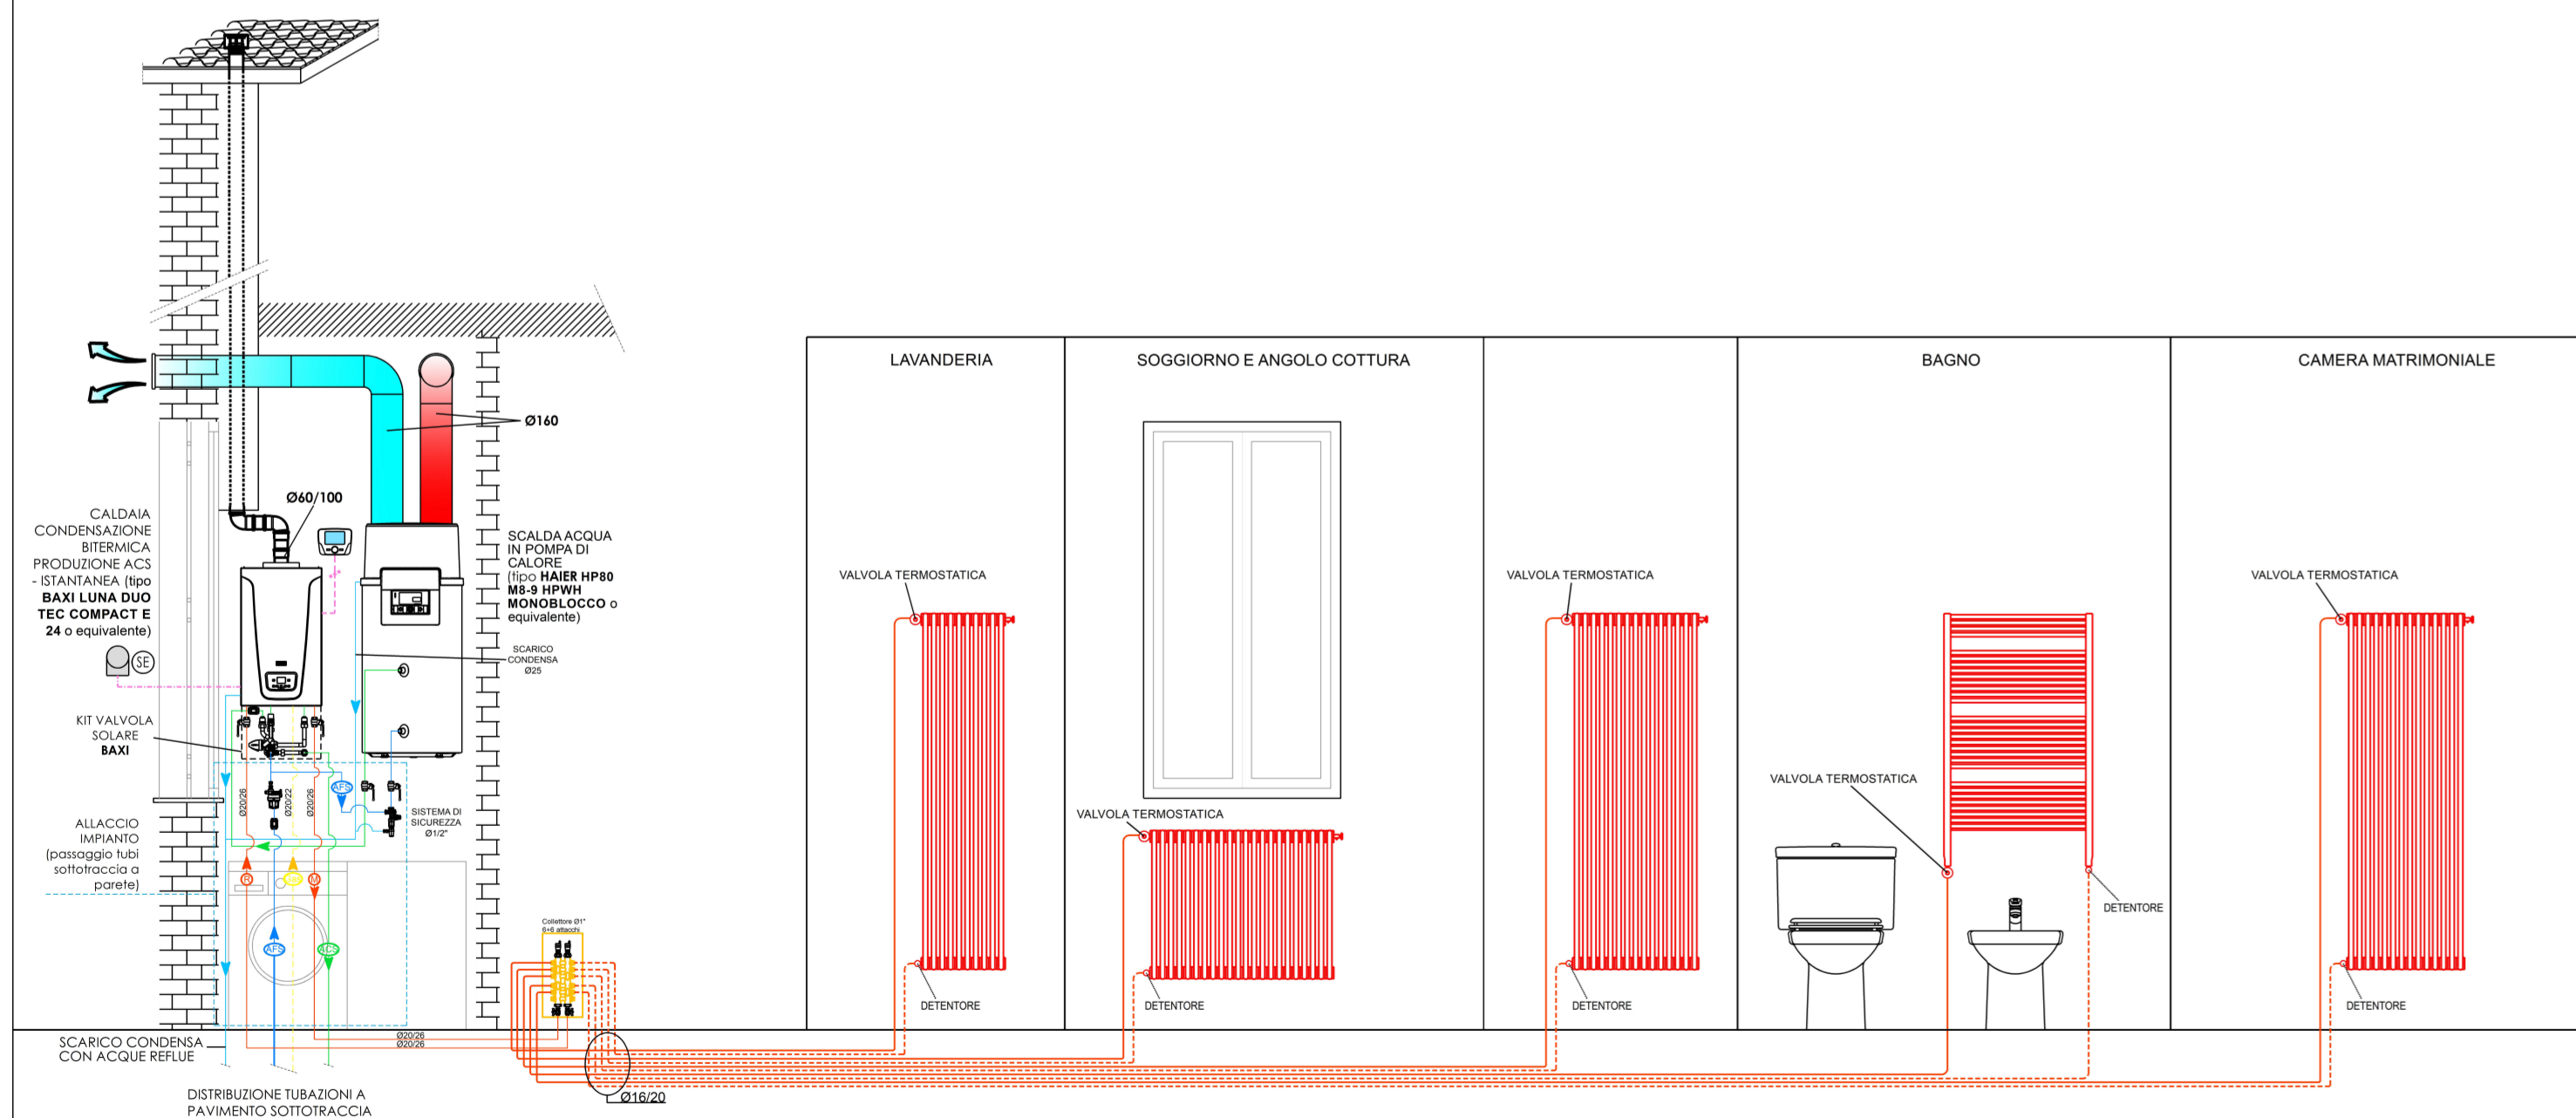 LAVANDERIA
SOGGIORNO E ANGOLO COTTURA
BAGNO
CAMERA MATRIMONIALE
Ø160
Ø60/100
CALDAIA
CONDENSAZIONE
BITERMICA
PRODUZIONE ACS
- ISTANTANEA (tipo
BAXI LUNA DUO
TEC COMPACT E
24 o equivalente)
SE
SCALDA ACQUA
IN POMPA DI
CALORE
(tipo HAIER HP80
M8-9 HPWH
MONOBLOCCO o
equivalente)
SCARICO
CONDENSA
Ø25
KIT VALVOLA
SOLARE
BAXI
Ø20/26
Ø20/22
Ø20/26
AFS
SISTEMA DI
SICUREZZA
Ø1/2"
ALLACCIO
IMPIANTO
(passaggio tubi
sottotraccia a
parete)
R
M
AFS
ACS
Collettore Ø1"
6+6 attacchi
Ø20/26
Ø20/26
SCARICO CONDENSA
CON ACQUE REFLUE
DISTRIBUZIONE TUBAZIONI A
PAVIMENTO SOTTOTRACCIA
Ø16/20
VALVOLA TERMOSTATICA
DETENTORE
VALVOLA TERMOSTATICA
DETENTORE
VALVOLA TERMOSTATICA
DETENTORE
VALVOLA TERMOSTATICA
DETENTORE
VALVOLA TERMOSTATICA
DETENTORE